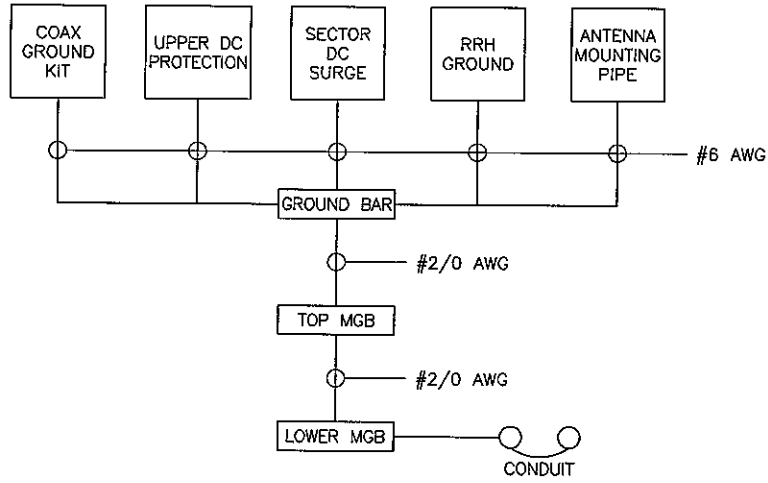 COAX
GROUND
KIT
UPPER DC
PROTECTION
SECTOR
DC
SURGE
RRH
GROUND
ANTENNA
MOUNTING
PIPE
#6 AWG
GROUND BAR
#2/0 AWG
TOP MGB
#2/0 AWG
LOWER MGB
CONDUIT